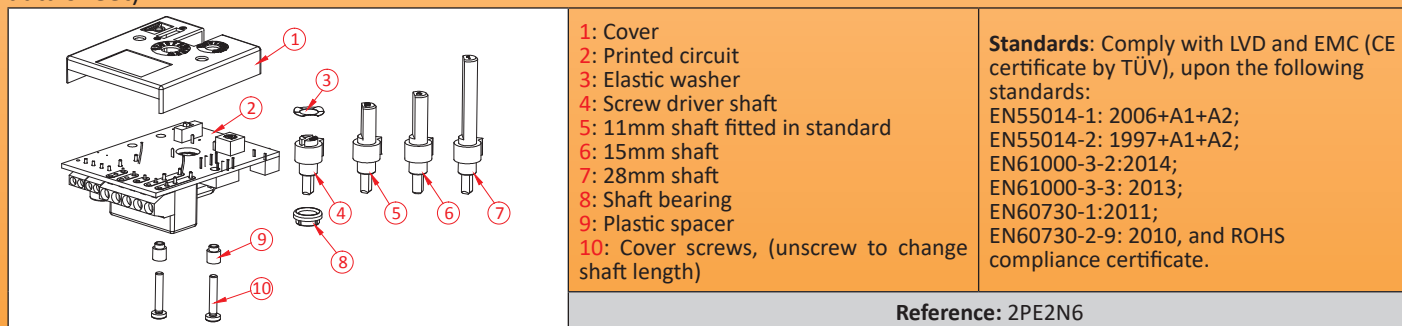 1
2
3
4
5
6
7
8
9
10
1: Cover
2: Printed circuit
3: Elastic washer
4: Screw driver shaft
5: 11mm shaft fitted in standard
6: 15mm shaft
7: 28mm shaft
8: Shaft bearing
9: Plastic spacer
10: Cover screws, (unscrew to change
shaft length)
Standards: Comply with LVD and EMC (CE
certificate by TÜV), upon the following
standards:
EN55014-1: 2006+A1+A2;
EN55014-2: 1997+A1+A2;
EN61000-3-2:2014;
EN61000-3-3: 2013;
EN60730-1:2011;
EN60730-2-9: 2010, and ROHS
compliance certificate.
Reference: 2PE2N6